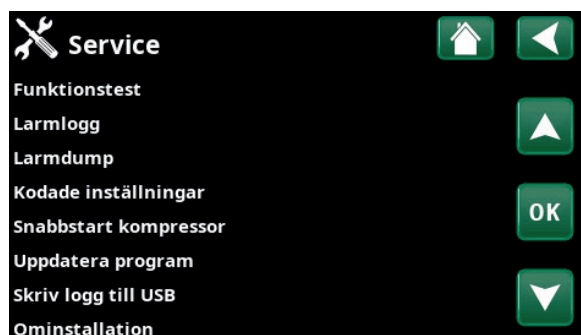 Service
Funktionstest
Larmlogg
Larmdump
Kodade inställningar
Snabbstart kompressor
OK
Uppdatera program
Skriv logg till USB
Ominstallation